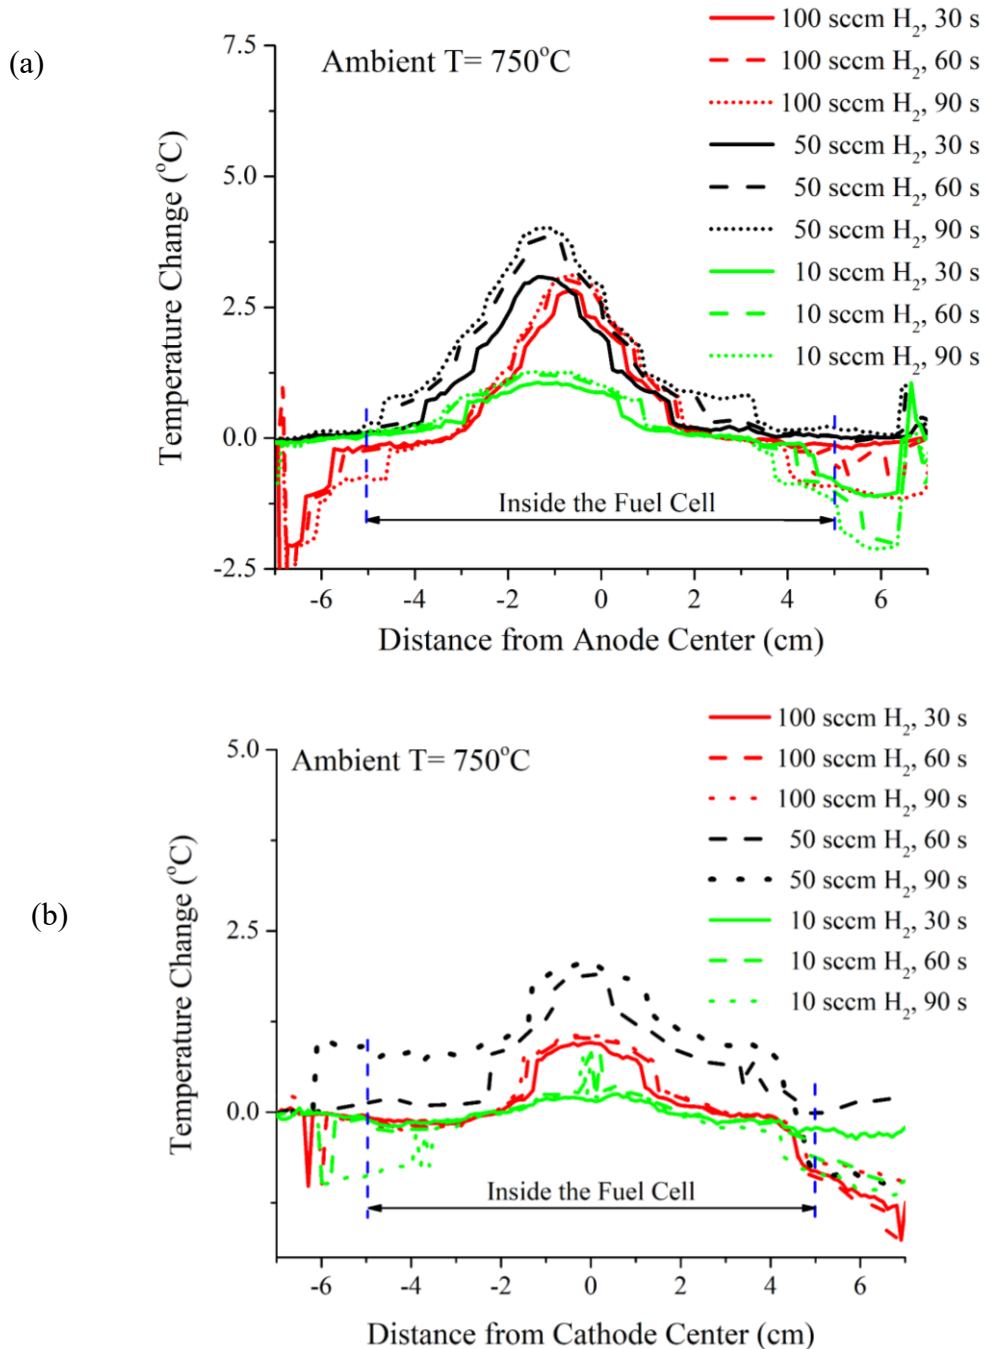 (a)
Ambient T= 750°C
100 sccm H₂, 30 s
100 sccm H₂, 60 s
100 sccm H₂, 90 s
50 sccm H₂, 30 s
50 sccm H₂, 60 s
50 sccm H₂, 90 s
10 sccm H₂, 30 s
10 sccm H₂, 60 s
10 sccm H₂, 90 s
Temperature Change (°C)
7.5
5.0
2.5
0.0
-2.5
Inside the Fuel Cell
-6 -4 -2 0 2 4 6
Distance from Anode Center (cm)
(b)
Ambient T= 750°C
100 sccm H₂, 30 s
100 sccm H₂, 60 s
100 sccm H₂, 90 s
50 sccm H₂, 60 s
50 sccm H₂, 90 s
10 sccm H₂, 30 s
10 sccm H₂, 60 s
10 sccm H₂, 90 s
Temperature Change (°C)
5.0
2.5
0.0
Inside the Fuel Cell
-6 -4 -2 0 2 4 6
Distance from Cathode Center (cm)